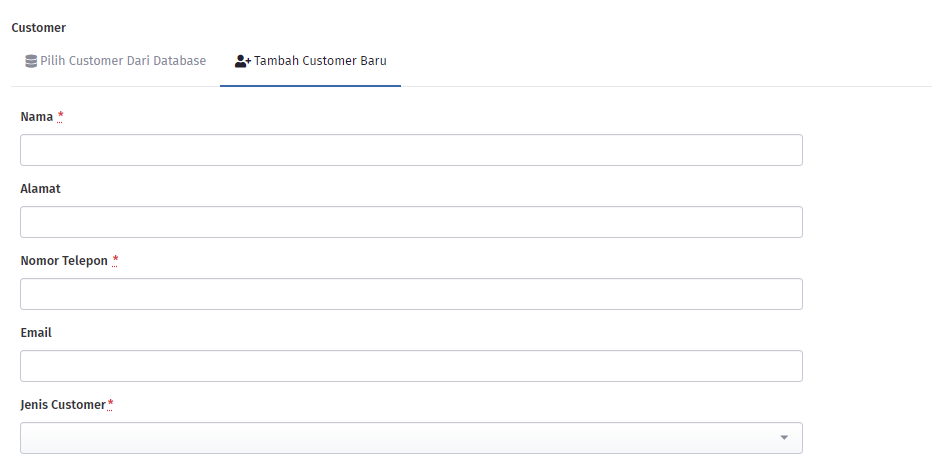 Customer
Pilih Customer Dari Database Tambah Customer Baru
Nama *
Alamat
Nomor Telepon *
Email
Jenis Customer*